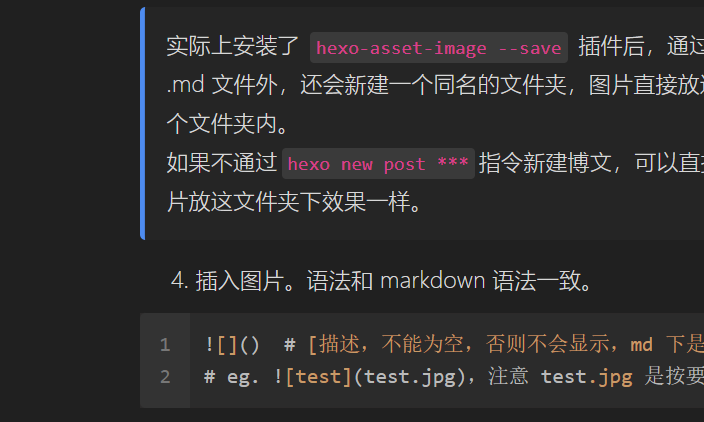 实际上安装了 hexo-asset-image --save 插件后，通过
.md 文件外，还会新建一个同名的文件夹，图片直接放
个文件夹内。
如果不通过 hexo new post *** 指令新建博文，可以直
片放这文件夹下效果一样。
4. 插入图片。语法和 markdown 语法一致。
1 ![]()  # [描述，不能为空，否则不会显示，md 下是
2 # eg. ![test](test.jpg)，注意 test.jpg 是按要